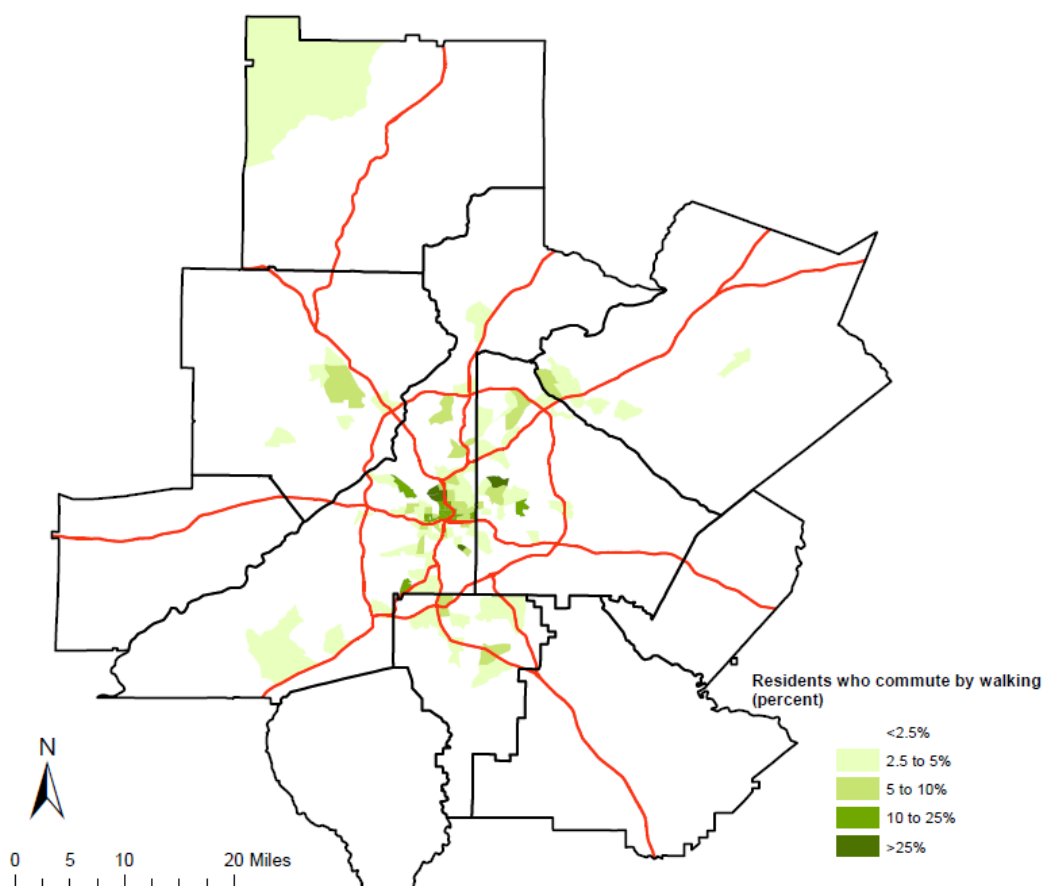 Residents who commute by walking
(percent)
<2.5%
2.5 to 5%
5 to 10%
10 to 25%
>25%
N
0 5 10 20 Miles